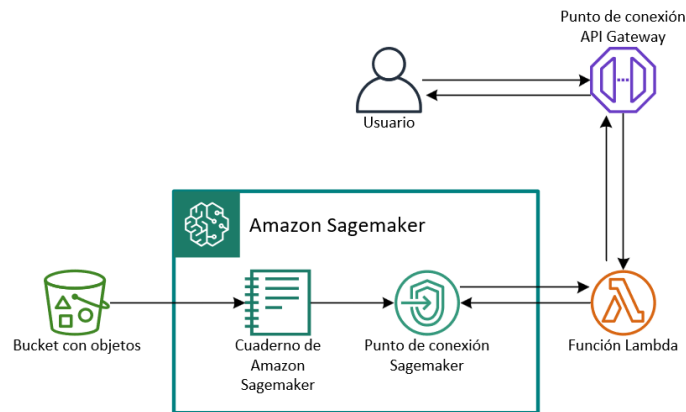 Punto de conexión
API Gateway
Usuario
Amazon Sagemaker
Bucket con objetos
Cuaderno de
Amazon
Sagemaker
Punto de conexión
Sagemaker
Función Lambda